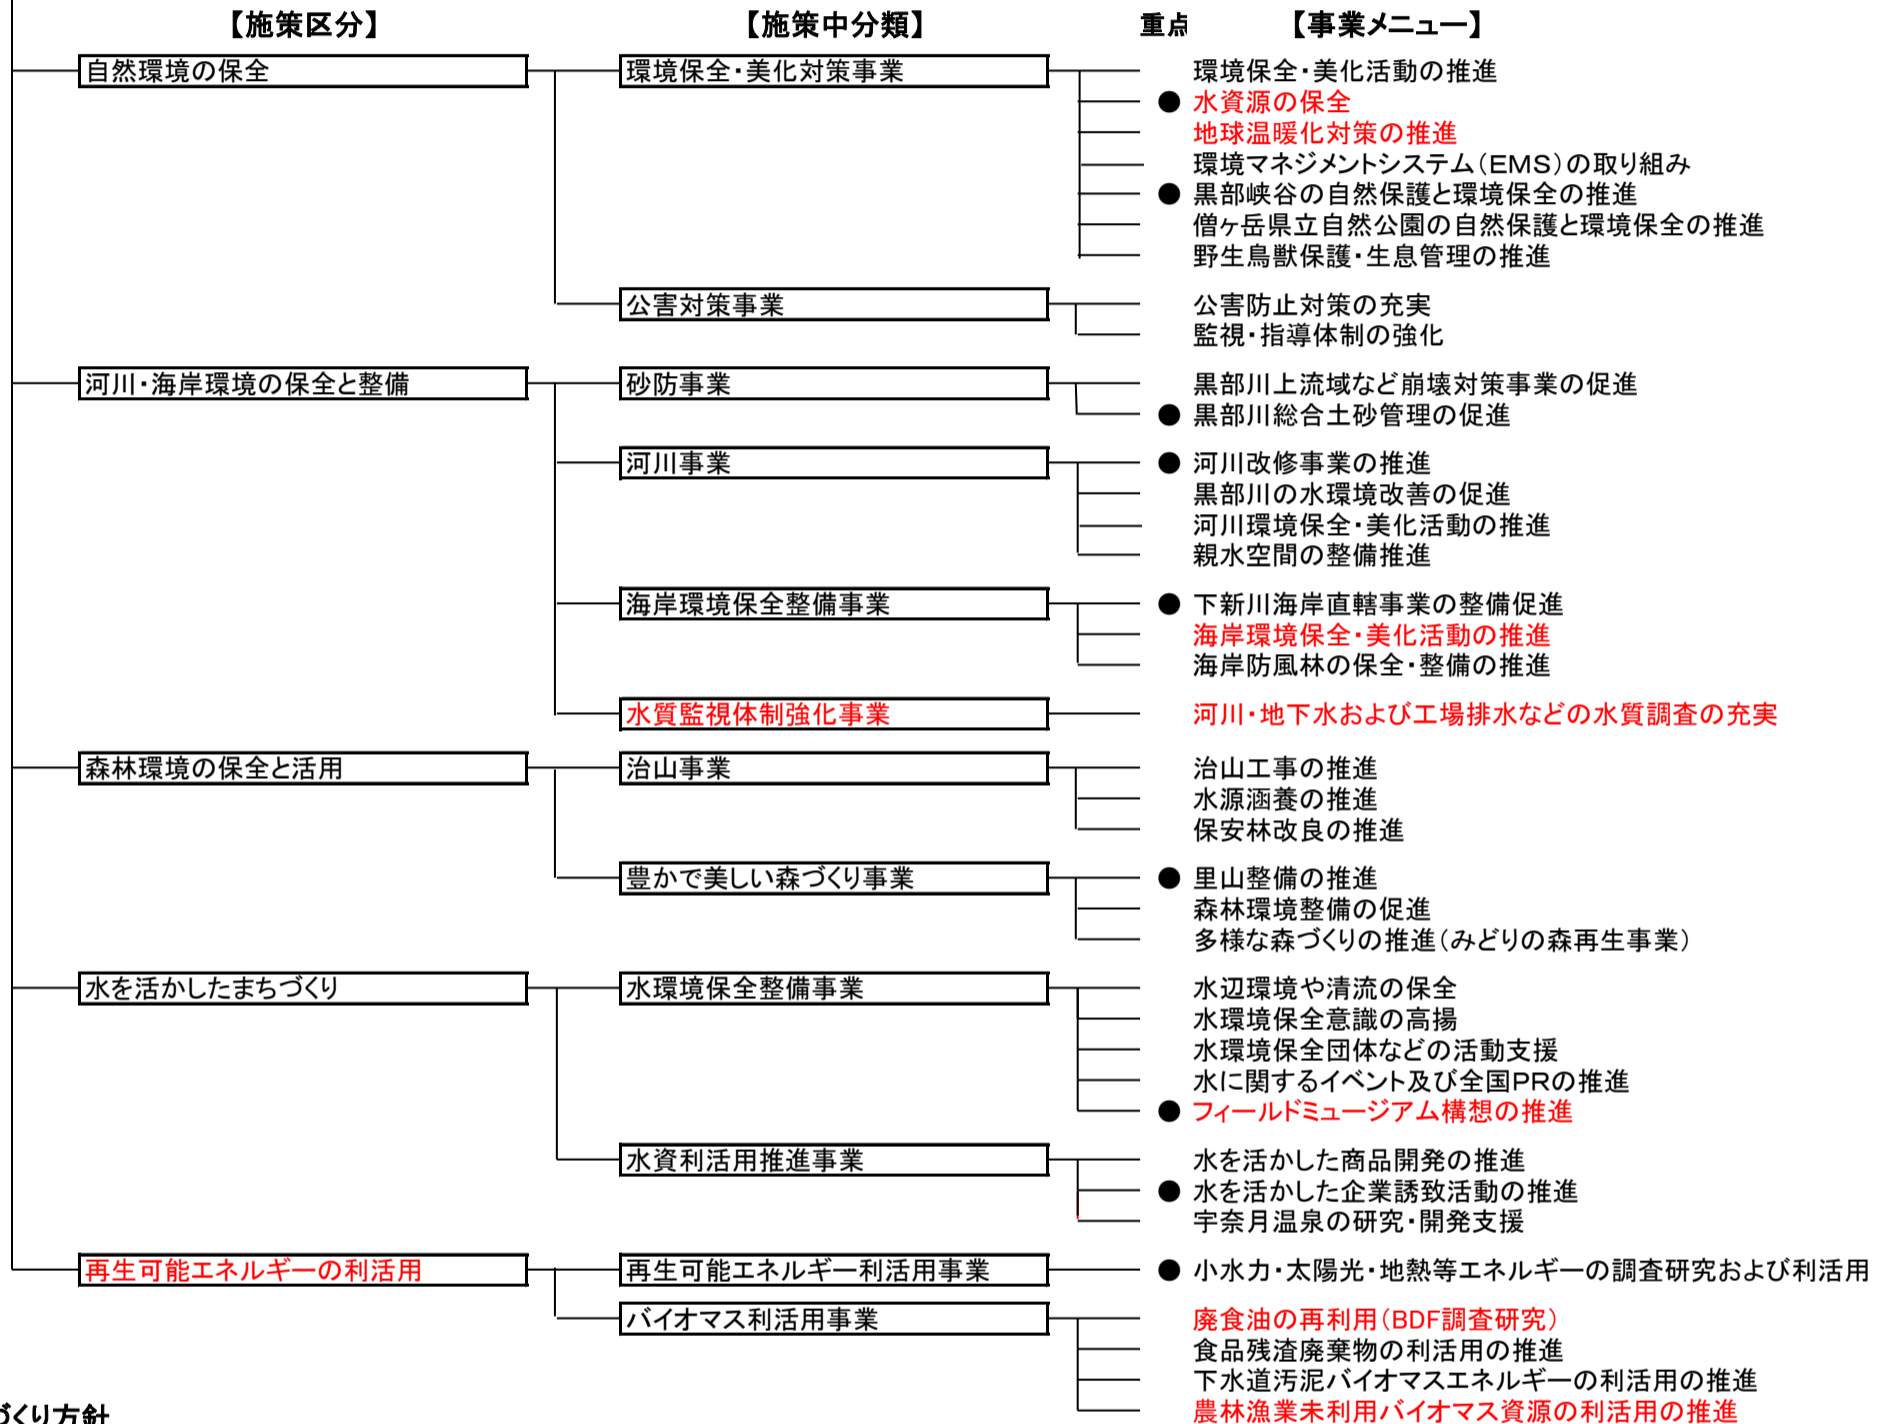 【施策区分】 【施策中分類】 重点 【事業メニュー】
自然環境の保全 環境保全・美化対策事業 環境保全・美化活動の推進
● 水資源の保全
地球温暖化対策の推進
環境マネジメントシステム(EMS)の取り組み
● 黒部峡谷の自然保護と環境保全の推進
僧ヶ岳県立自然公園の自然保護と環境保全の推進
野生鳥獣保護・生息管理の推進
公害対策事業 公害防止対策の充実
監視・指導体制の強化
河川・海岸環境の保全と整備 砂防事業 黒部川上流域など崩壊対策事業の促進
● 黒部川総合土砂管理の促進
河川事業 ● 河川改修事業の推進
黒部川の水環境改善の促進
河川環境保全・美化活動の推進
親水空間の整備推進
海岸環境保全整備事業 ● 下新川海岸直轄事業の整備促進
海岸環境保全・美化活動の推進
海岸防風林の保全・整備の推進
水質監視体制強化事業 河川・地下水および工場排水などの水質調査の充実
森林環境の保全と活用 治山事業 治山工事の推進
水源涵養の推進
保安林改良の推進
豊かで美しい森づくり事業 ● 里山整備の推進
森林環境整備の促進
多様な森づくりの推進(みどりの森再生事業)
水を活かしたまちづくり 水環境保全整備事業 水辺環境や清流の保全
水環境保全意識の高揚
水環境保全団体などの活動支援
水に関するイベント及び全国PRの推進
● フィールドミュージアム構想の推進
水資利活用推進事業 水を活かした商品開発の推進
● 水を活かした企業誘致活動の推進
宇奈月温泉の研究・開発支援
再生可能エネルギーの利活用 再生可能エネルギー利活用事業 ● 小水力・太陽光・地熱等エネルギーの調査研究および利活用
バイオマス利活用事業 廃食油の再利用(BDF調査研究)
食品残渣廃棄物の利活用の推進
下水道汚泥バイオマスエネルギーの利活用の推進
農林漁業未利用バイオマス資源の利活用の推進
づくり方針